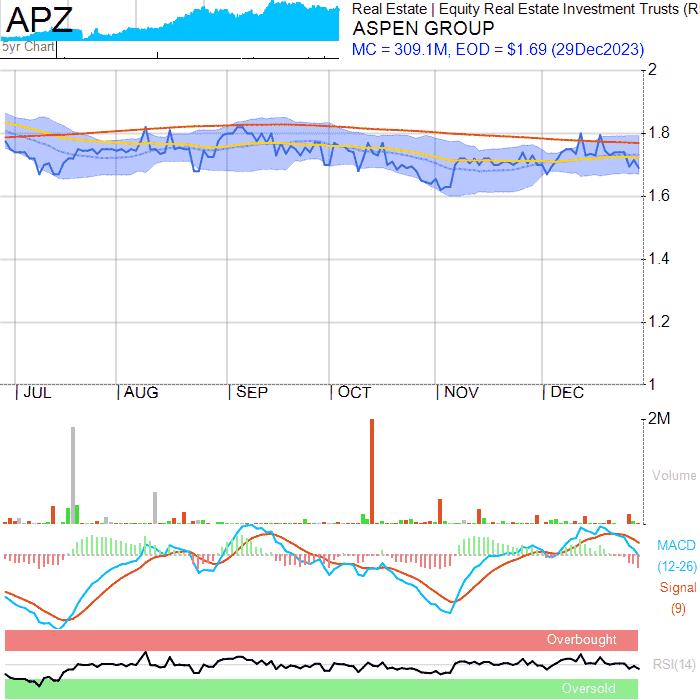 APZ
5yr Chart
Real Estate | Equity Real Estate Investment Trusts (R
ASPEN GROUP
MC = 309.1M, EOD = $1.69 (29Dec2023)
2
1.8
1.6
1.4
1.2
1
JUL AUG SEP OCT NOV DEC
2M
Volume
MACD
(12-26)
Signal
(9)
Overbought
RSI(14)
Oversold